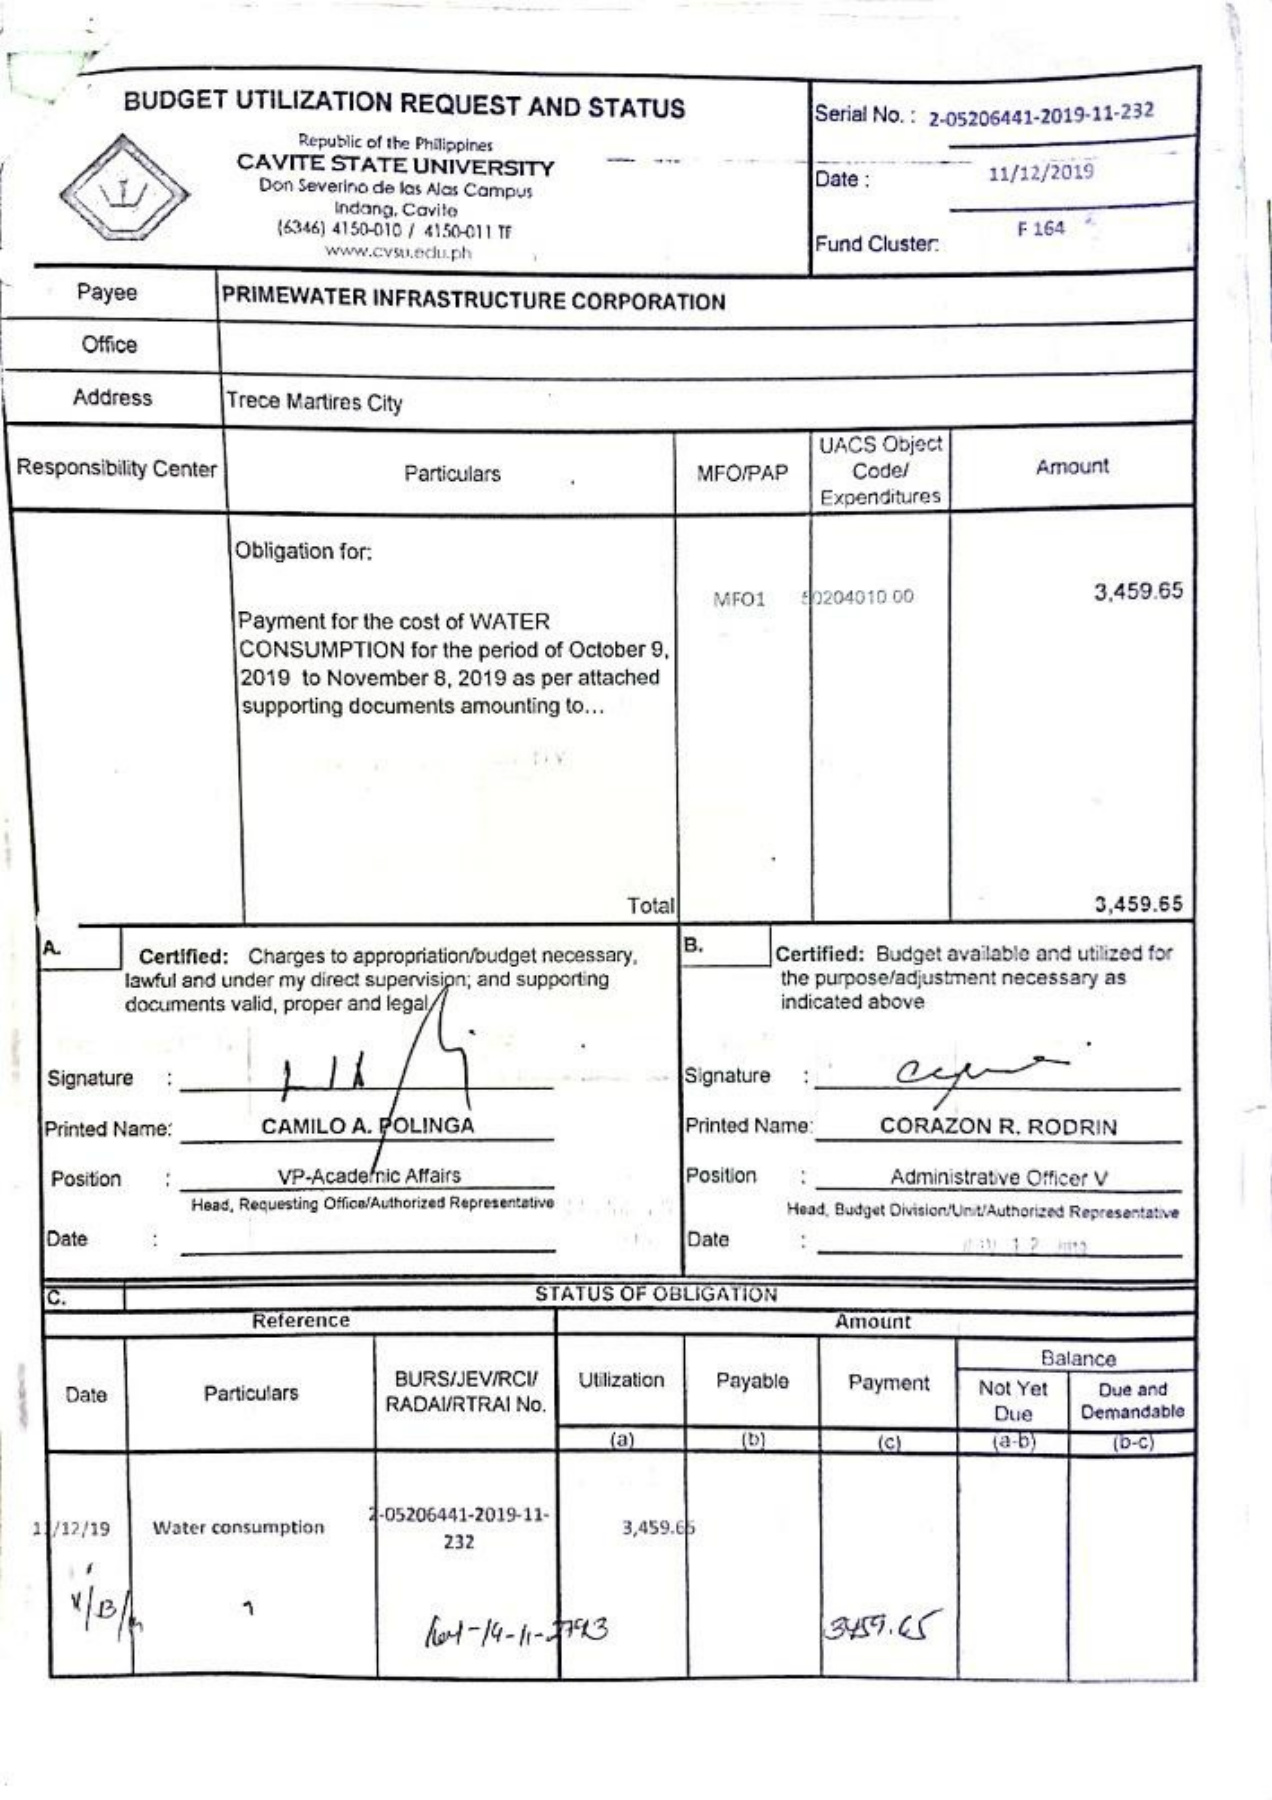 BUDGET UTILIZATION REQUEST AND STATUS
Republic of the Philippines
CAVITE STATE UNIVERSITY
Don Severino de las Alas Campus
Indang, Cavite
(6346) 4150-010 / 4150-011 TF
www.cvsu.edu.ph
Serial No. : 2-05206441-2019-11-232
Date : 11/12/2019
Fund Cluster: F 164
Payee PRIMEWATER INFRASTRUCTURE CORPORATION
Office
Address Trece Martires City
Responsibility Center Particulars MFO/PAP UACS Object Code/ Expenditures Amount
Obligation for:
MFO1 50204010 00 3,459.65
Payment for the cost of WATER
CONSUMPTION for the period of October 9,
2019 to November 8, 2019 as per attached
supporting documents amounting to...
Total 3,459.65
A.
Certified: Charges to appropriation/budget necessary,
lawful and under my direct supervision; and supporting
documents valid, proper and legal
Signature :
Printed Name: CAMILO A. POLINGA
Position : VP-Academic Affairs
Head, Requesting Office/Authorized Representative
Date :
B.
Certified: Budget available and utilized for
the purpose/adjustment necessary as
indicated above
Signature :
Printed Name: CORAZON R. RODRIN
Position : Administrative Officer V
Head, Budget Division/Unit/Authorized Representative
Date : 12
C. STATUS OF OBLIGATION
Reference Amount
Date Particulars BURS/JEV/RCI/ RADAI/RTRAI No. Utilization Payable Payment Balance
Not Yet Due Due and Demandable
(a) (b) (c) (a-b) (b-c)
11/12/19 Water consumption 2-05206441-2019-11-232 3,459.65
3459.65